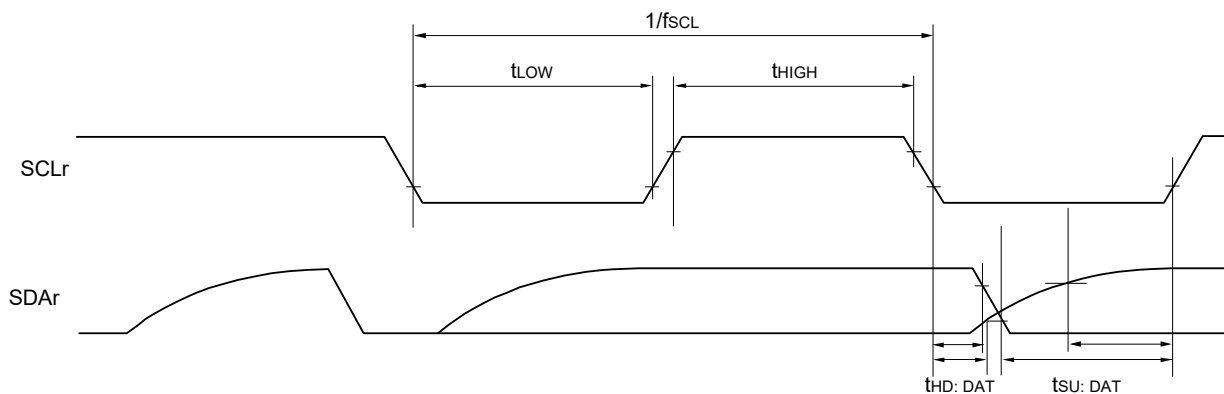 1/fSCL
tLOW
tHIGH
SCLr
SDAr
tHD: DAT
tSU: DAT